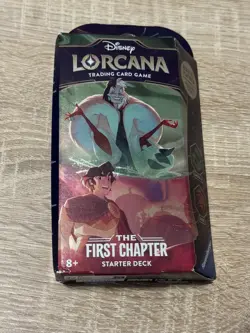 Disney
LORCANA
TRADING CARD GAME
THE
FIRST CHAPTER
STARTER DECK
8+